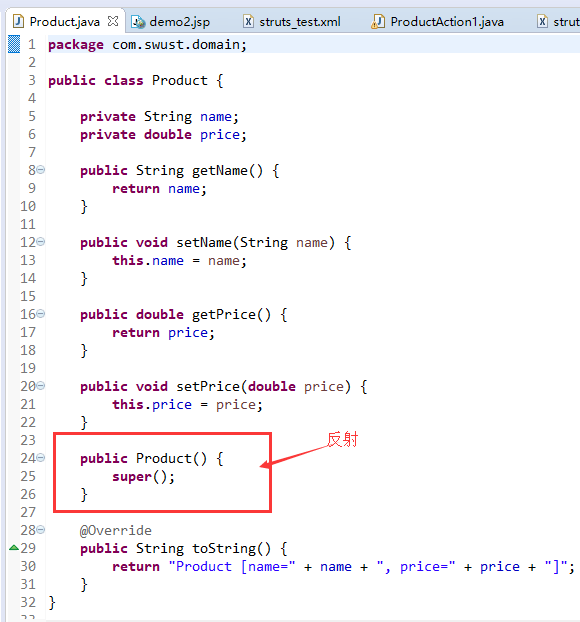 Product.java demo2.jsp struts_test.xml ProductAction1.java strut
1 package com.swust.domain;
2
3 public class Product {
4
5     private String name;
6     private double price;
7
8     public String getName() {
9         return name;
10     }
11
12     public void setName(String name) {
13         this.name = name;
14     }
15
16     public double getPrice() {
17         return price;
18     }
19
20     public void setPrice(double price) {
21         this.price = price;
22     }
23
反射
24     public Product() {
25         super();
26     }
27
28     @Override
29     public String toString() {
30         return "Product [name=" + name + ", price=" + price + "]";
31     }
32 }